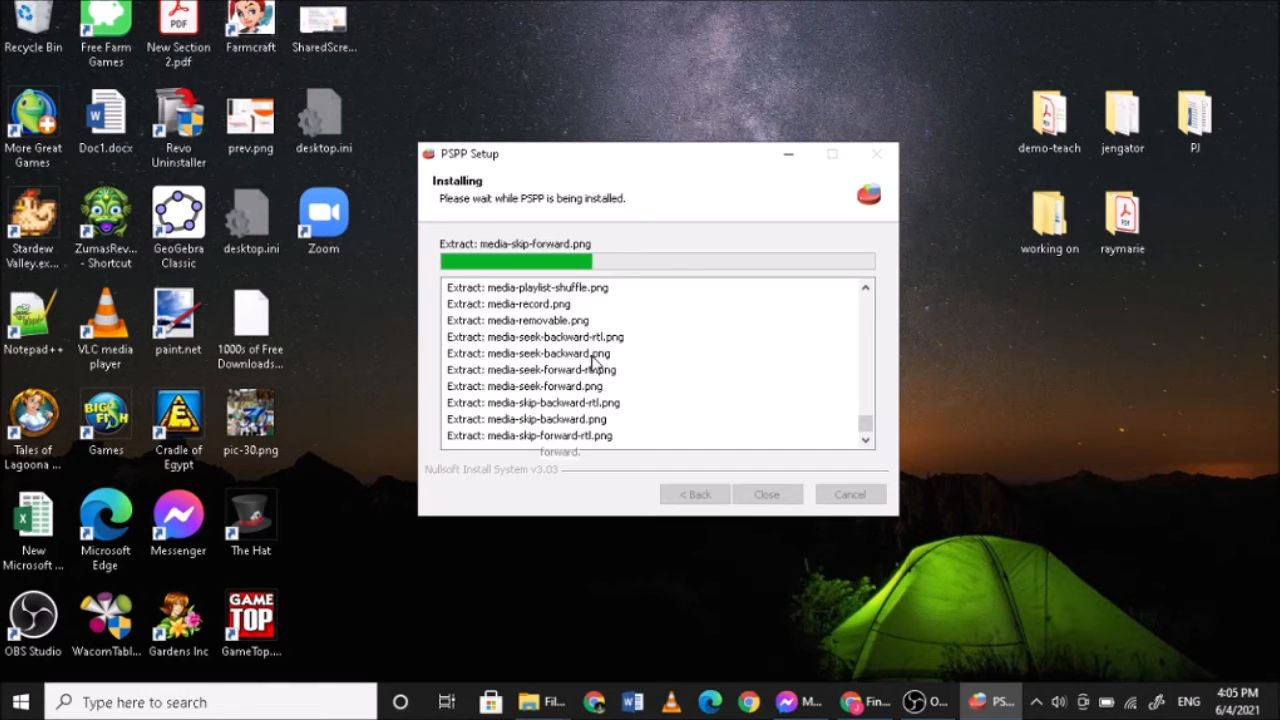 Recycle Bin
Free Farm
Games
PDF
New Section
2.pdf
Farmcraft
SharedScre...
More Great
Games
Doc1.docx
Revo
Uninstaller
prev.png
desktop.ini
Stardew
Valley.ex...
ZumasRev...
- Shortcut
GeoGebra
Classic
desktop.ini
Zoom
Notepad++
VLC media
player
paint.net
1000s of Free
Downloads...
Tales of
Lagoona ...
BIG FISH
Games
Cradle of
Egypt
pic-30.png
New
Microsoft ...
Microsoft
Edge
Messenger
The Hat
OBS Studio
WacomTabl...
Gardens Inc
GAME
TOP
GameTop....
PSPP Setup
Installing
Please wait while PSPP is being installed.
Extract: media-skip-forward.png
Extract: media-playlist-shuffle.png
Extract: media-record.png
Extract: media-removable.png
Extract: media-seek-backward-rtl.png
Extract: media-seek-backward.png
Extract: media-seek-forward-rtl.png
Extract: media-seek-forward.png
Extract: media-skip-backward-rtl.png
Extract: media-skip-backward.png
Extract: media-skip-forward-rtl.png
forward.
Nullsoft Install System v3.03
< Back
Close
Cancel
demo-teach
jengator
PJ
working on
raymarie
Type here to search
Fil...
M...
Fin...
O...
PS...
ENG
4:05 PM
6/4/2021